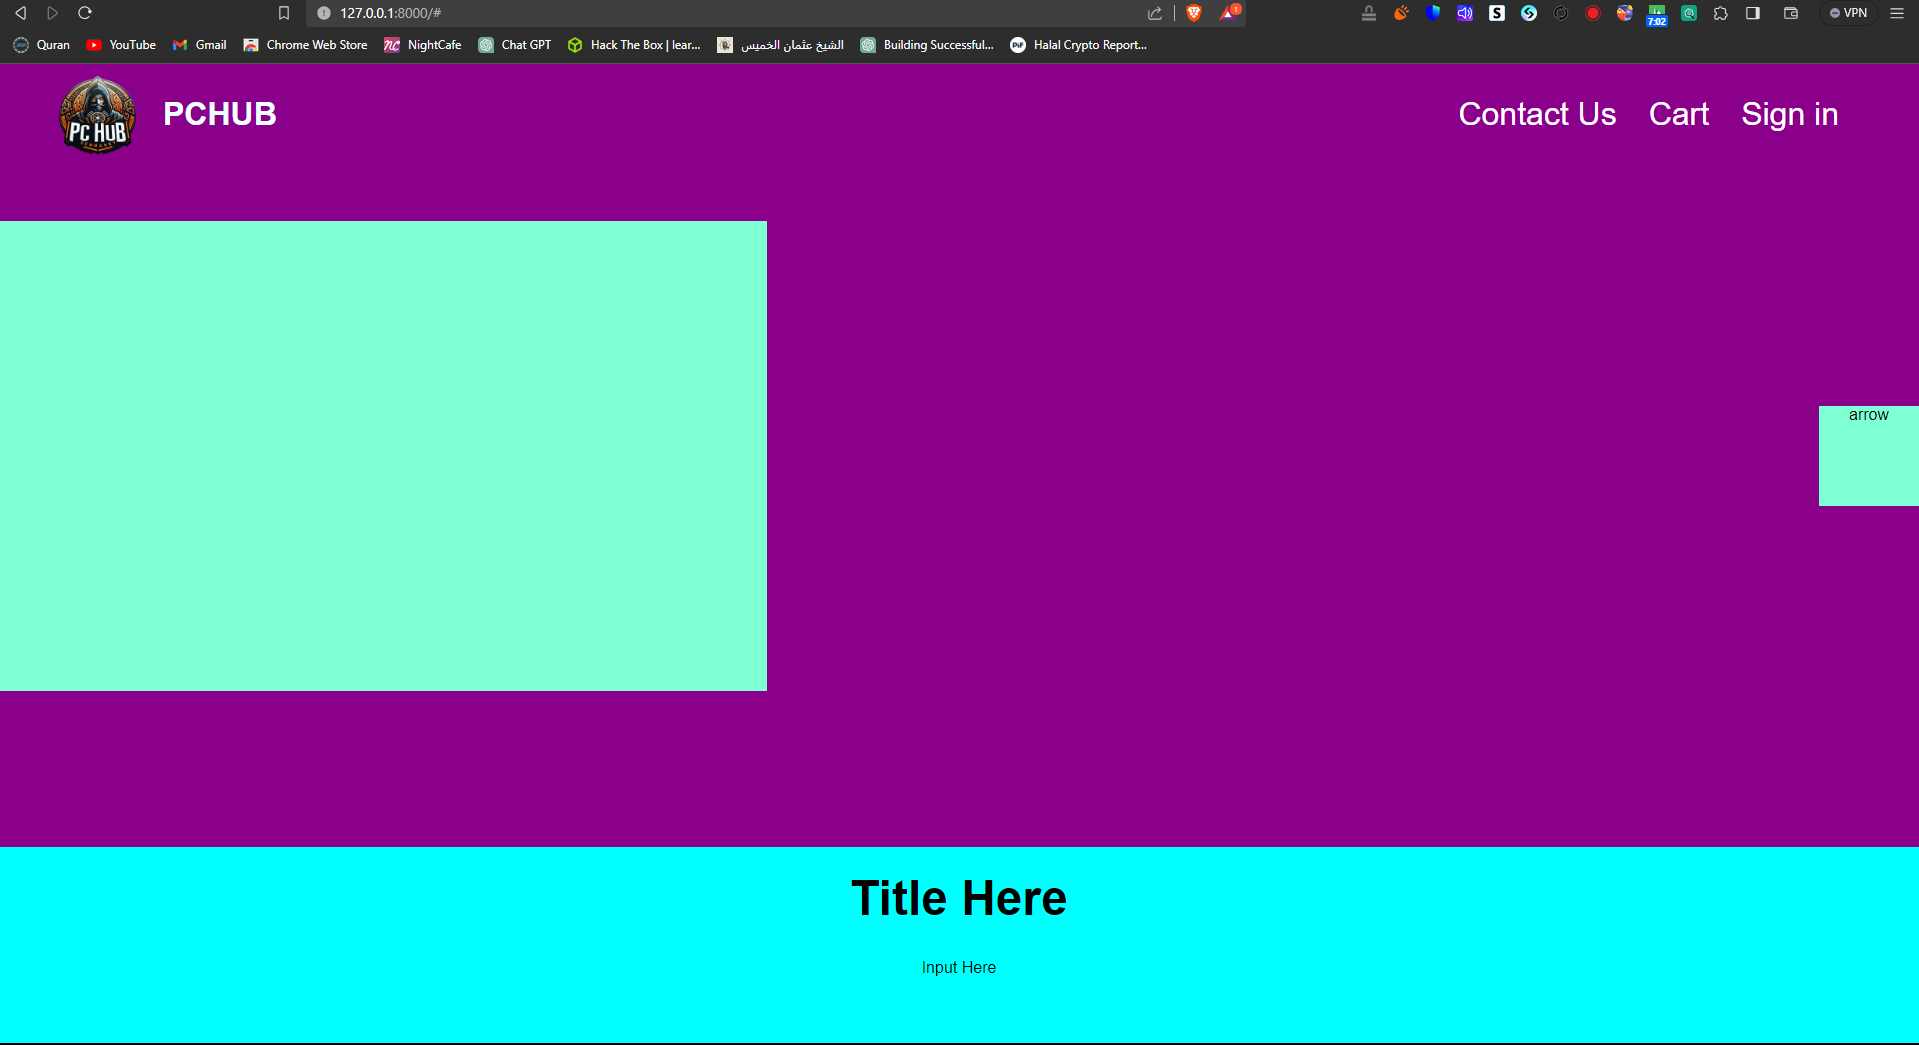 127.0.0.1:8000/#
1
7:02
VPN
Quran YouTube Gmail Chrome Web Store NightCafe Chat GPT Hack The Box | lear... الشيخ عثمان الخميس Building Successful... Halal Crypto Report...
PC HUB
PCHUB
Contact Us Cart Sign in
arrow
Title Here
Input Here